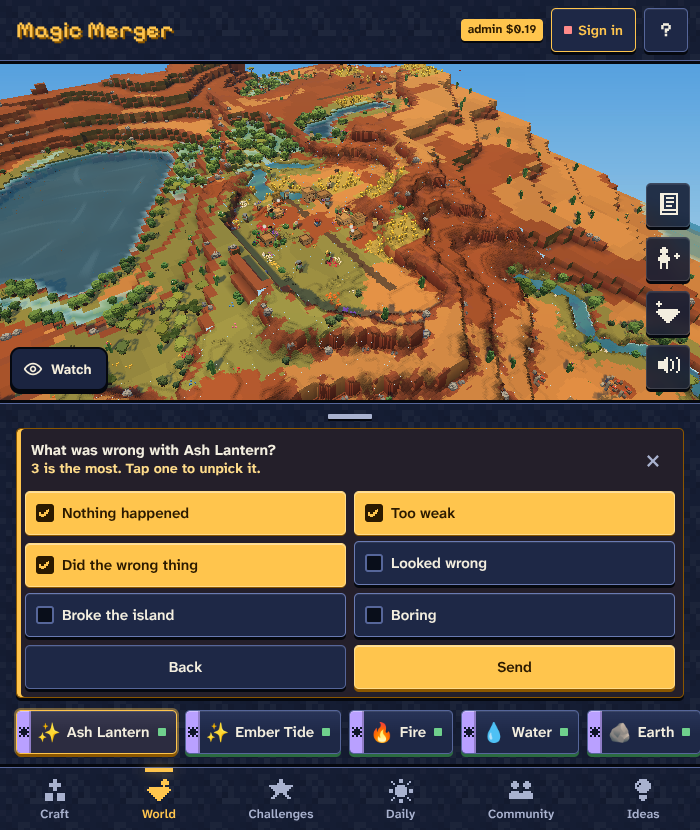 Magic Merger
admin $0.19
Sign in
?
Watch
What was wrong with Ash Lantern?
3 is the most. Tap one to unpick it.
Nothing happened
Too weak
Did the wrong thing
Looked wrong
Broke the island
Boring
Back
Send
Ash Lantern
Ember Tide
Fire
Water
Earth
Craft
World
Challenges
Daily
Community
Ideas